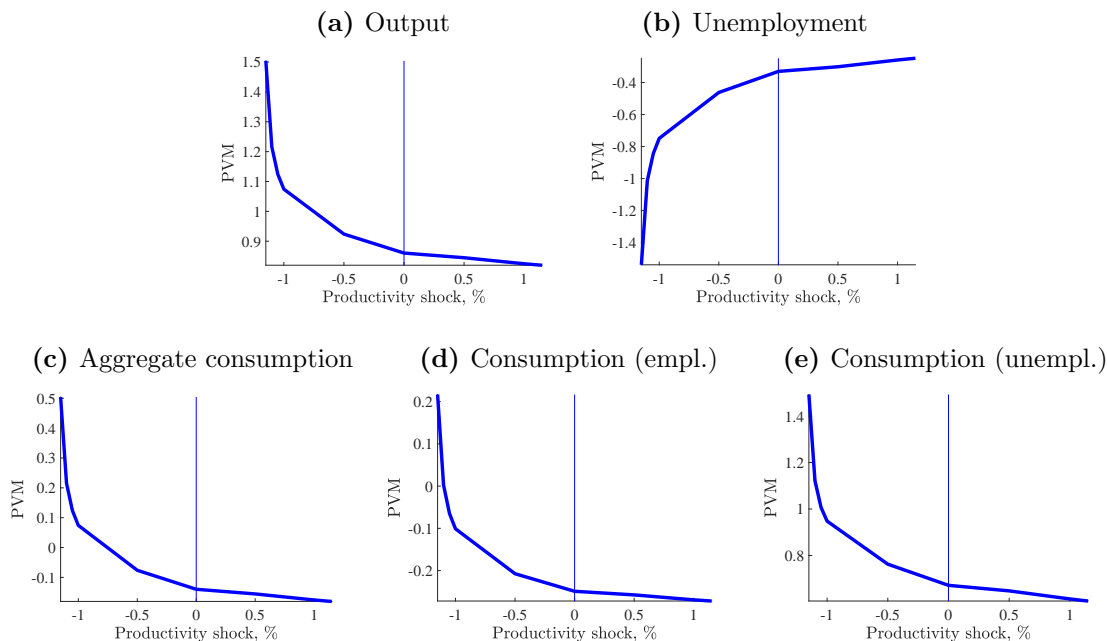 (a) Output
1.5
1.4
1.3
1.2
1.1
1
0.9
PVM
-1 -0.5 0 0.5 1
Productivity shock, %
(b) Unemployment
-0.4
-0.6
-0.8
-1
-1.2
-1.4
PVM
-1 -0.5 0 0.5 1
Productivity shock, %
(c) Aggregate consumption
0.5
0.4
0.3
0.2
0.1
0
-0.1
PVM
-1 -0.5 0 0.5 1
Productivity shock, %
(d) Consumption (empl.)
0.2
0.1
0
-0.1
-0.2
PVM
-1 -0.5 0 0.5 1
Productivity shock, %
(e) Consumption (unempl.)
1.4
1.2
1
0.8
PVM
-1 -0.5 0 0.5 1
Productivity shock, %